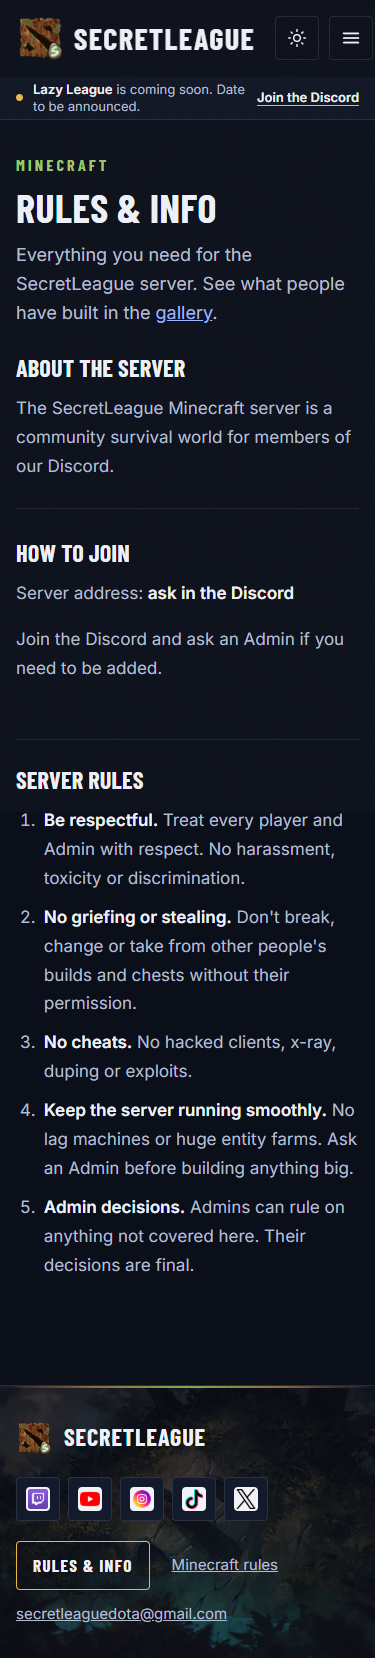 SECRETLEAGUE
Lazy League is coming soon. Date
to be announced.
Join the Discord
MINECRAFT
RULES & INFO
Everything you need for the
SecretLeague server. See what people
have built in the gallery.
ABOUT THE SERVER
The SecretLeague Minecraft server is a
community survival world for members of
our Discord.
HOW TO JOIN
Server address: ask in the Discord
Join the Discord and ask an Admin if you
need to be added.
SERVER RULES
1. Be respectful. Treat every player and
Admin with respect. No harassment,
toxicity or discrimination.
2. No griefing or stealing. Don't break,
change or take from other people's
builds and chests without their
permission.
3. No cheats. No hacked clients, x-ray,
duping or exploits.
4. Keep the server running smoothly. No
lag machines or huge entity farms. Ask
an Admin before building anything big.
5. Admin decisions. Admins can rule on
anything not covered here. Their
decisions are final.
SECRETLEAGUE
RULES & INFO
Minecraft rules
secretleaguedota@gmail.com